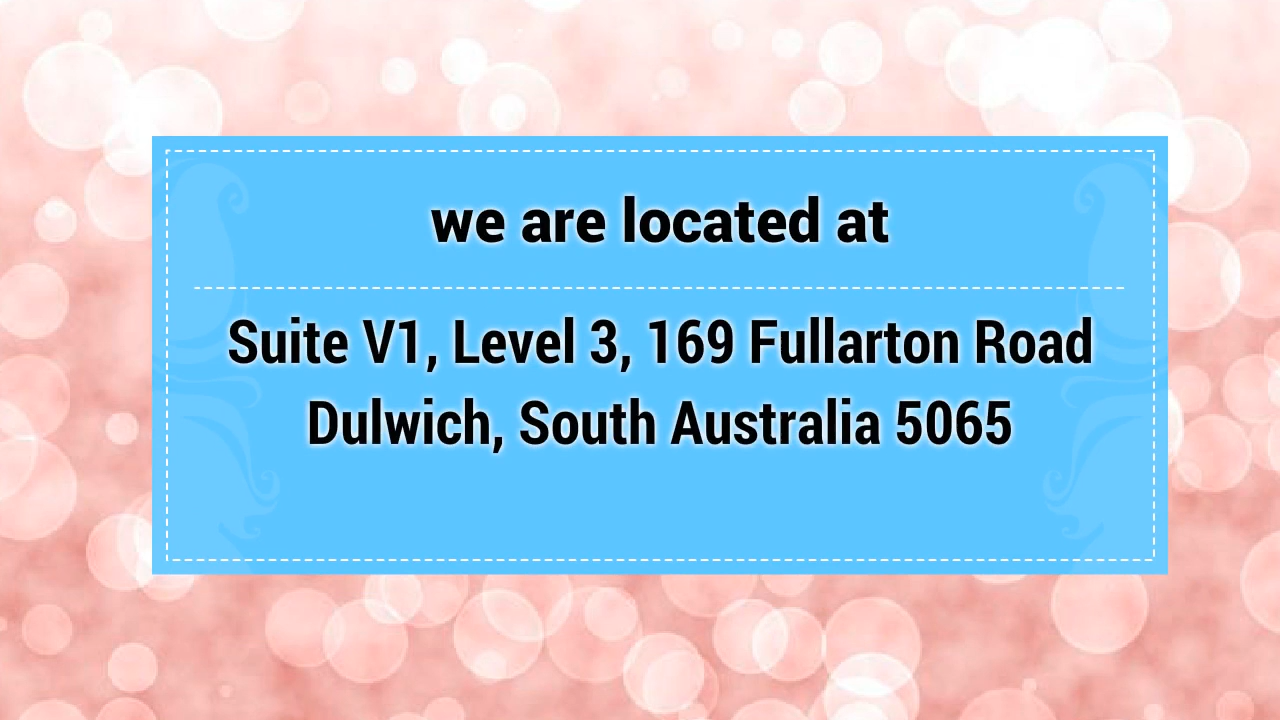 we are located at
Suite V1, Level 3, 169 Fullarton Road
Dulwich, South Australia 5065